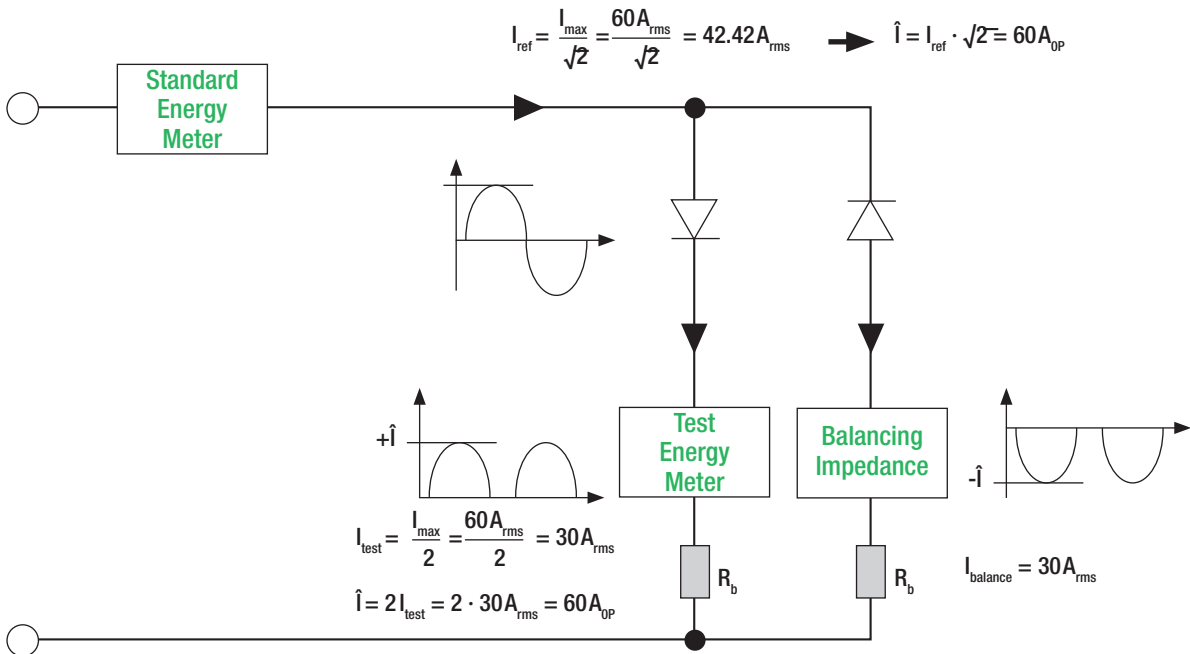 I_ref = I_max/√2 = 60A_rms/√2 = 42.42A_rms → Î = I_ref · √2 = 60A_0P
Standard
Energy
Meter
+Î
Test
Energy
Meter
Balancing
Impedance
-Î
I_test = I_max/2 = 60A_rms/2 = 30A_rms
R_b
R_b
I_balance = 30A_rms
Î = 2 I_test = 2 · 30A_rms = 60A_0P